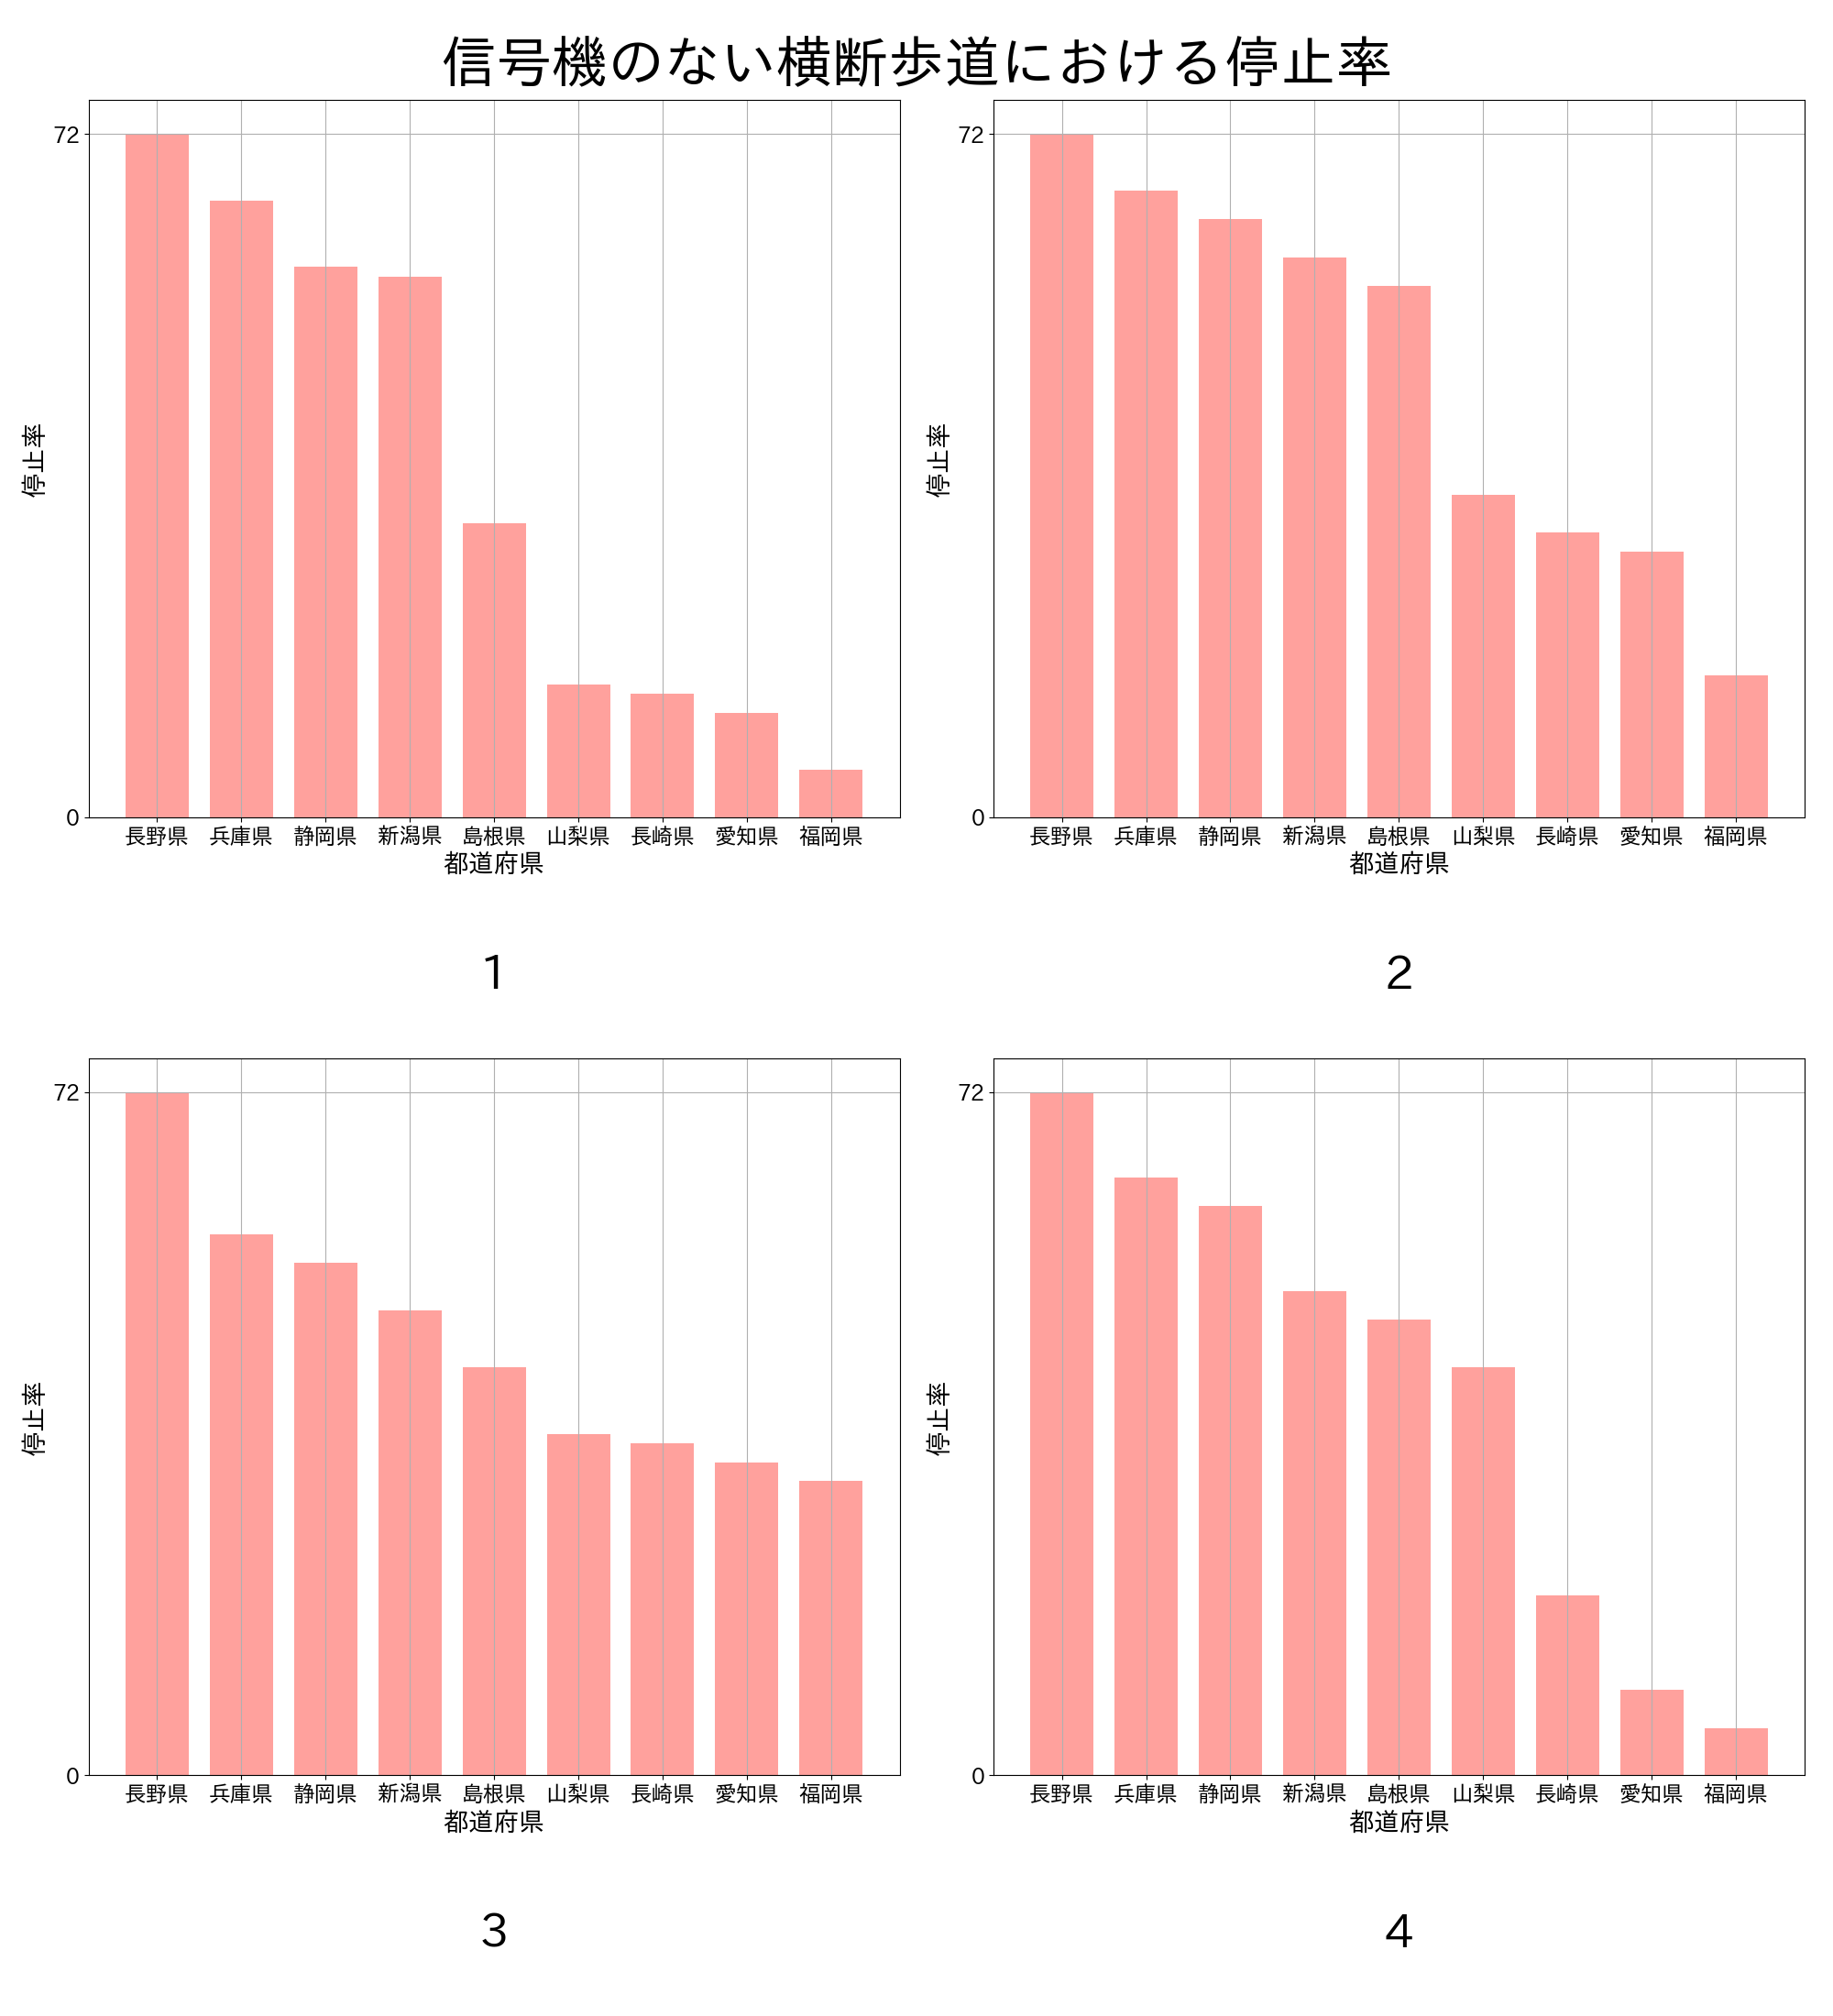 信号機のない横断歩道における停止率
72
停止率
0
長野県 兵庫県 静岡県 新潟県 島根県 山梨県 長崎県 愛知県 福岡県
都道府県
1
72
停止率
0
長野県 兵庫県 静岡県 新潟県 島根県 山梨県 長崎県 愛知県 福岡県
都道府県
2
72
停止率
0
長野県 兵庫県 静岡県 新潟県 島根県 山梨県 長崎県 愛知県 福岡県
都道府県
3
72
停止率
0
長野県 兵庫県 静岡県 新潟県 島根県 山梨県 長崎県 愛知県 福岡県
都道府県
4